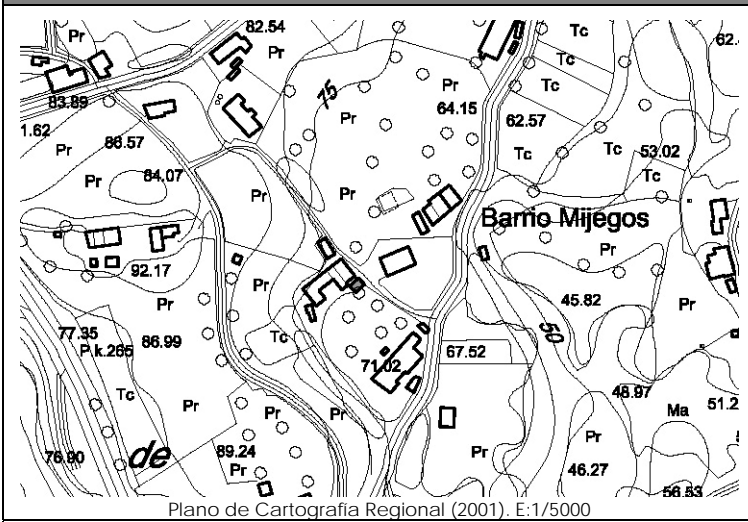 82.54
Pr
Pr
Tc
Tc
62.
83.89
75
Pr
64.15
Tc
1.62
86.57
Pr
62.57
Pr
Tc
Tc
53.02
Pr
84.07
Pr
Pr
Tc
Barrio Mijegos
92.17
Pr
Pr
Pr
45.82
Pr
77.35
P.k.265
86.99
Tc
50
71.02
67.52
Tc
48.97
Ma
51.2
Pr
Pr
Pr
Pr
76.90
de
89.24
Pr
Pr
46.27
56.53
Plano de Cartografía Regional (2001). E:1/5000